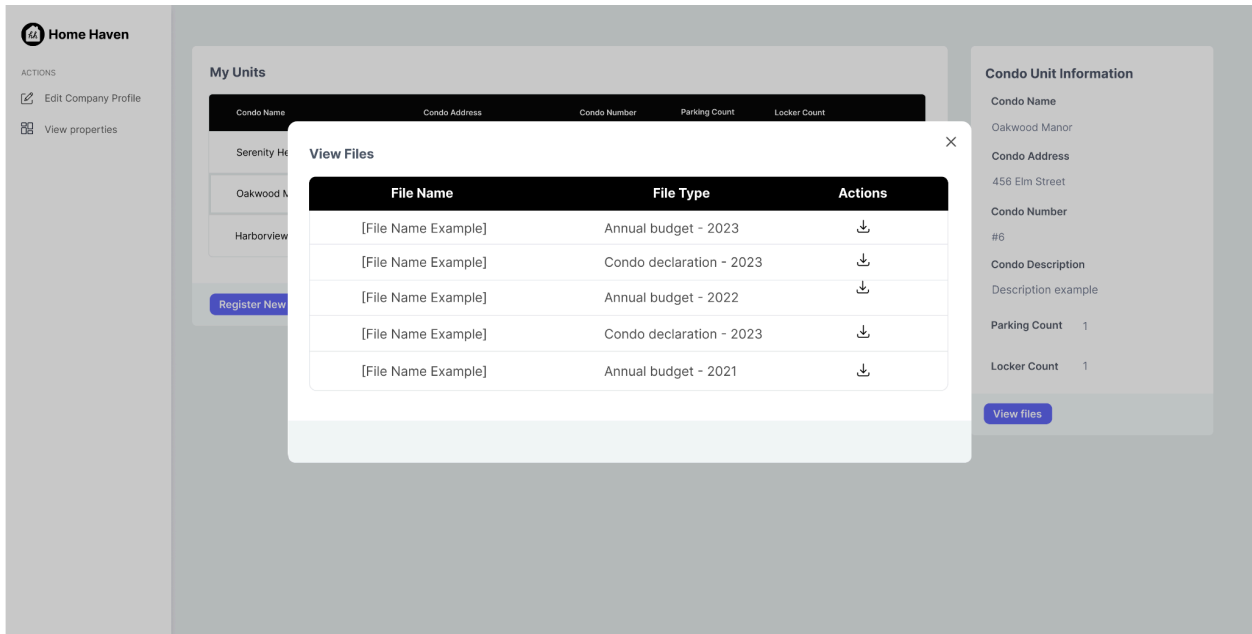 Home Haven
ACTIONS
Edit Company Profile
View properties
My Units
Condo Name Condo Address Condo Number Parking Count Locker Count
Serenity
Oakwood
Harborview
Register New
View Files
File Name File Type Actions
[File Name Example] Annual budget - 2023
[File Name Example] Condo declaration - 2023
[File Name Example] Annual budget - 2022
[File Name Example] Condo declaration - 2023
[File Name Example] Annual budget - 2021
Condo Unit Information
Condo Name
Oakwood Manor
Condo Address
456 Elm Street
Condo Number
#6
Condo Description
Description example
Parking Count 1
Locker Count 1
View files